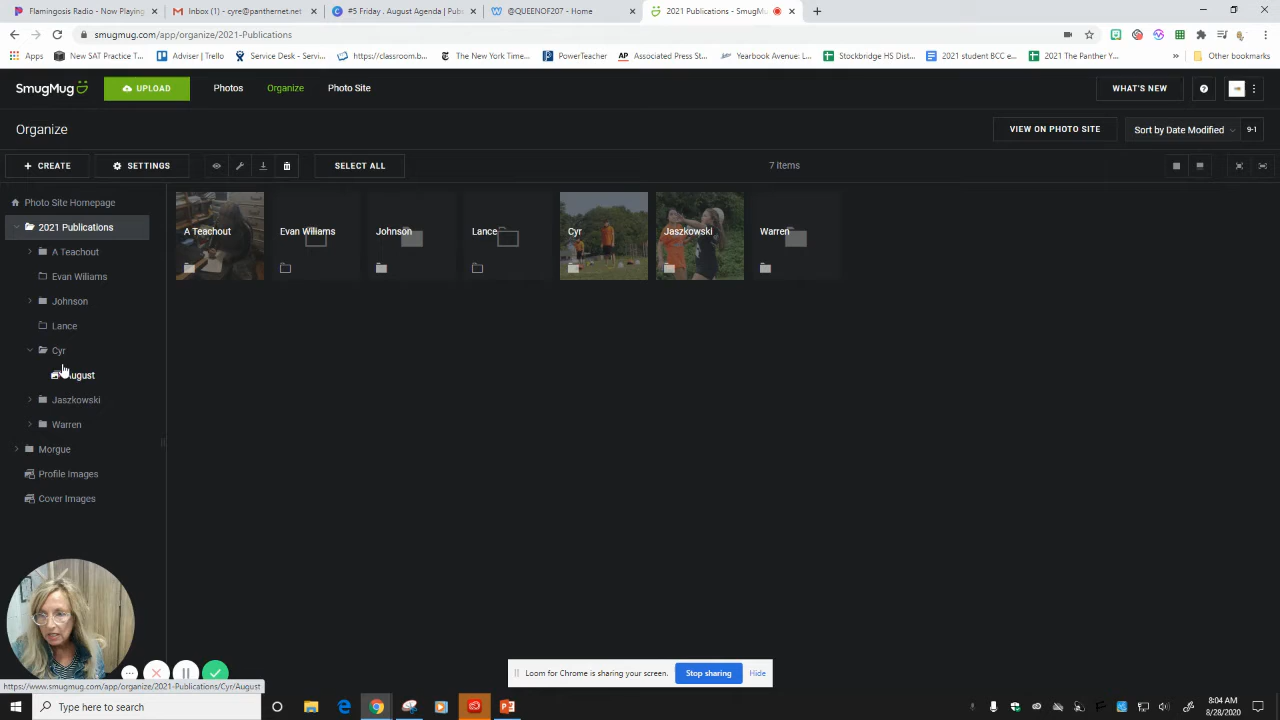 Flamingosis Radio - Now Playing
Inbox (1) - cyre@panthernet.net
#5 Friday , August Agenda | Pub
@QUEENOF207 - Home
2021 Publications - SmugMu
smugmug.com/app/organize/2021-Publications
Apps
New SAT Practice T...
Adviser | Trello
Service Desk - Servi...
https://classroom.b...
The New York Time...
PowerTeacher
Associated Press St...
Yearbook Avenue :...
Stockbridge HS Dist...
2021 student BCC e...
2021 The Panther Y...
Other bookmarks
SmugMug
UPLOAD
Photos
Organize
Photo Site
WHAT'S NEW
Organize
VIEW ON PHOTO SITE
Sort by Date Modified
9-1
CREATE
SETTINGS
SELECT ALL
7 items
Photo Site Homepage
2021 Publications
A Teachout
Evan Wiliams
Johnson
Lance
Cyr
August
Jaszkowski
Warren
Morgue
Profile Images
Cover Images
A Teachout
Evan Williams
Johnson
Lance
Cyr
Jaszkowski
Warren
Loom for Chrome is sharing your screen.
Stop sharing
Hide
https://www.smugmug.com/app/organize/2021-Publications/Cyr/August
Type here to search
8:04 AM
8/28/2020